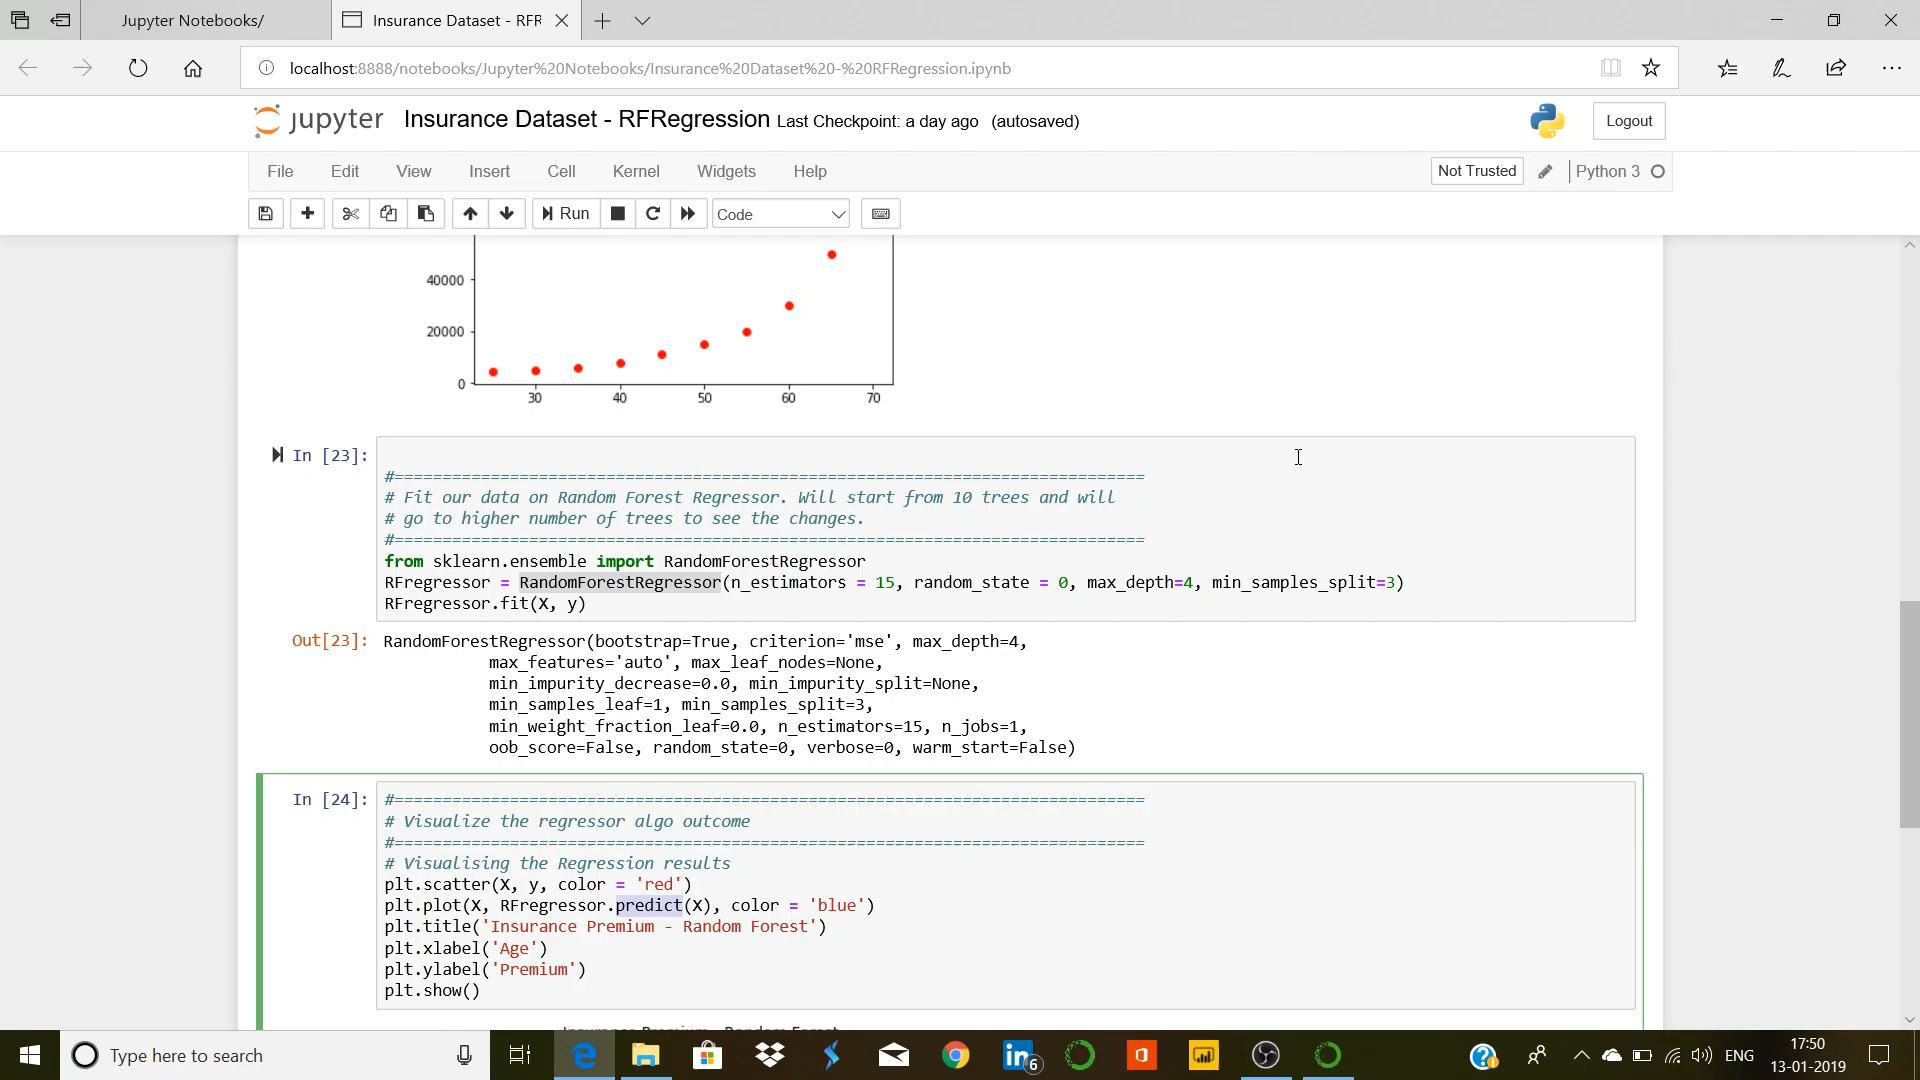 Jupyter Notebooks/
Insurance Dataset - RFR
localhost:8888/notebooks/Jupyter%20Notebooks/Insurance%20Dataset%20-%20RFRegression.ipynb
jupyter Insurance Dataset - RFRegression Last Checkpoint: a day ago (autosaved)
Logout
File Edit View Insert Cell Kernel Widgets Help
Not Trusted Python 3
Run Code
40000
20000
0
30 40 50 60 70
In [23]:
#==============================================================================
# Fit our data on Random Forest Regressor. Will start from 10 trees and will
# go to higher number of trees to see the changes.
#==============================================================================
from sklearn.ensemble import RandomForestRegressor
RFregressor = RandomForestRegressor(n_estimators = 15, random_state = 0, max_depth=4, min_samples_split=3)
RFregressor.fit(X, y)
Out[23]: RandomForestRegressor(bootstrap=True, criterion='mse', max_depth=4,
max_features='auto', max_leaf_nodes=None,
min_impurity_decrease=0.0, min_impurity_split=None,
min_samples_leaf=1, min_samples_split=3,
min_weight_fraction_leaf=0.0, n_estimators=15, n_jobs=1,
oob_score=False, random_state=0, verbose=0, warm_start=False)
In [24]: #==============================================================================
# Visualize the regressor algo outcome
#==============================================================================
# Visualising the Regression results
plt.scatter(X, y, color = 'red')
plt.plot(X, RFregressor.predict(X), color = 'blue')
plt.title('Insurance Premium - Random Forest')
plt.xlabel('Age')
plt.ylabel('Premium')
plt.show()
Insurance Premium - Random Forest
Type here to search
in 6
ENG
17:50
13-01-2019